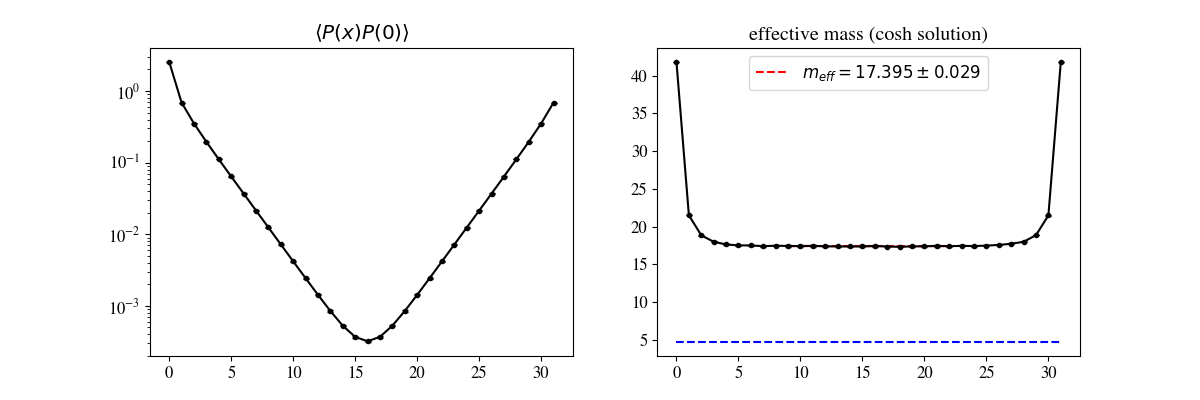 ⟨P(x)P(0)⟩
10⁰
10⁻¹
10⁻²
10⁻³
0 5 10 15 20 25 30
effective mass (cosh solution)
m_eff = 17.395 ± 0.029
40
35
30
25
20
15
10
5
0 5 10 15 20 25 30